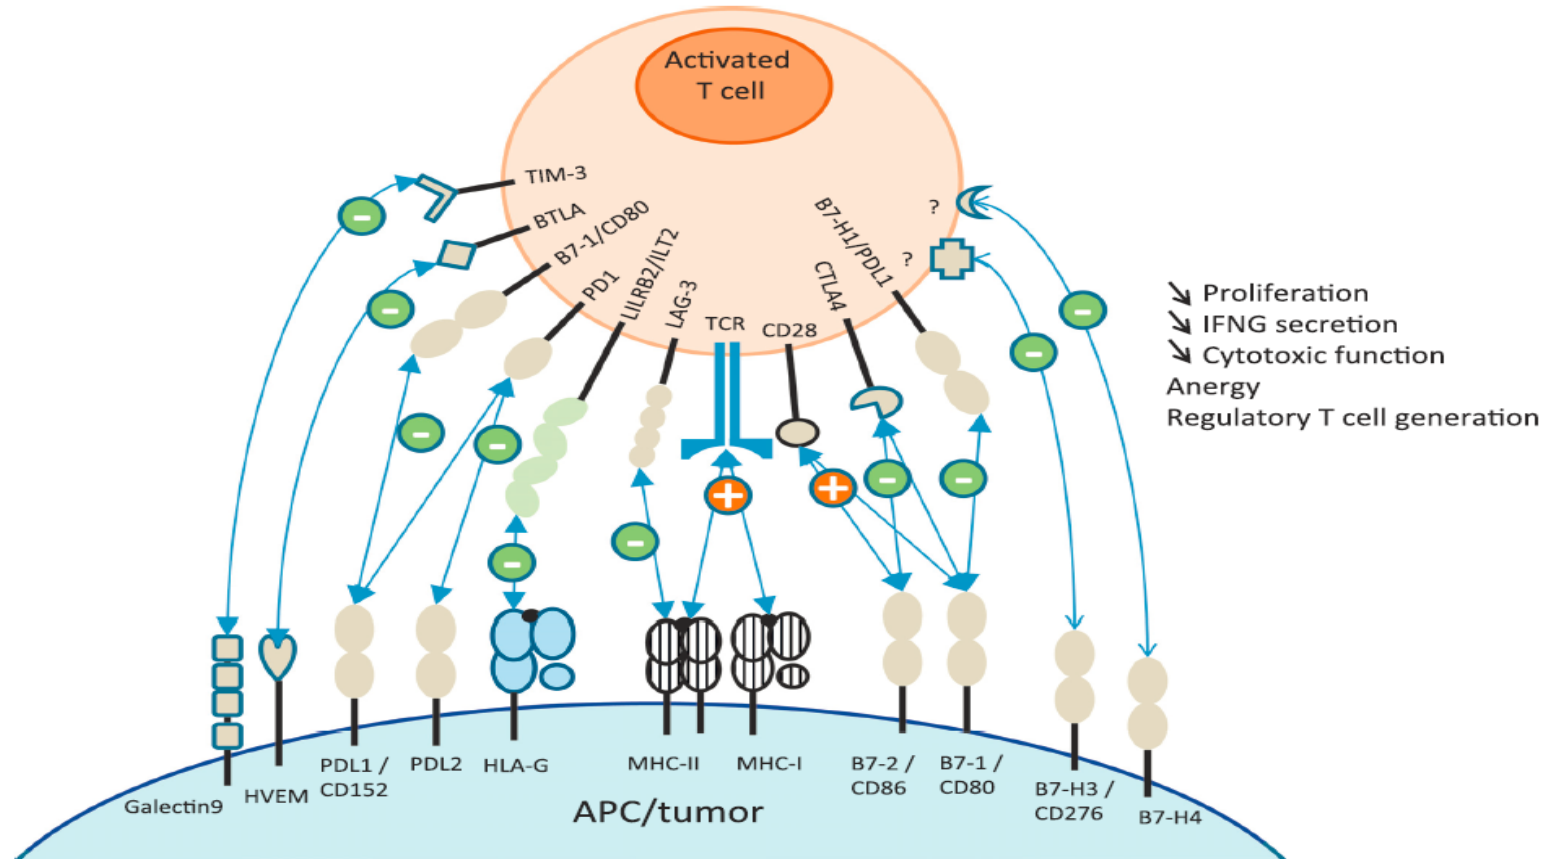 Activated
T cell
TIM-3
BTLA
B7-1/CD80
PD1
LILRB2/ILT2
LAG-3
TCR
CD28
CTLA4
B7-H1/PDL1
?
?
-
-
-
-
-
-
+
+
-
-
-
-
↘ Proliferation
↘ IFNG secretion
↘ Cytotoxic function
Anergy
Regulatory T cell generation
Galectin9
HVEM
PDL1 /
CD152
PDL2
HLA-G
MHC-II
MHC-I
B7-2 /
CD86
B7-1 /
CD80
B7-H3 /
CD276
B7-H4
APC/tumor